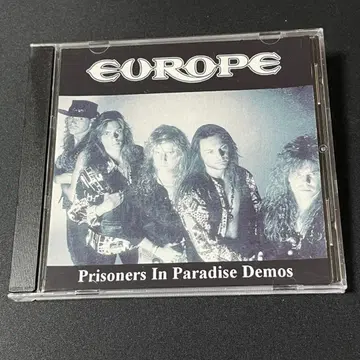 EUROPE
Prisoners In Paradise Demos